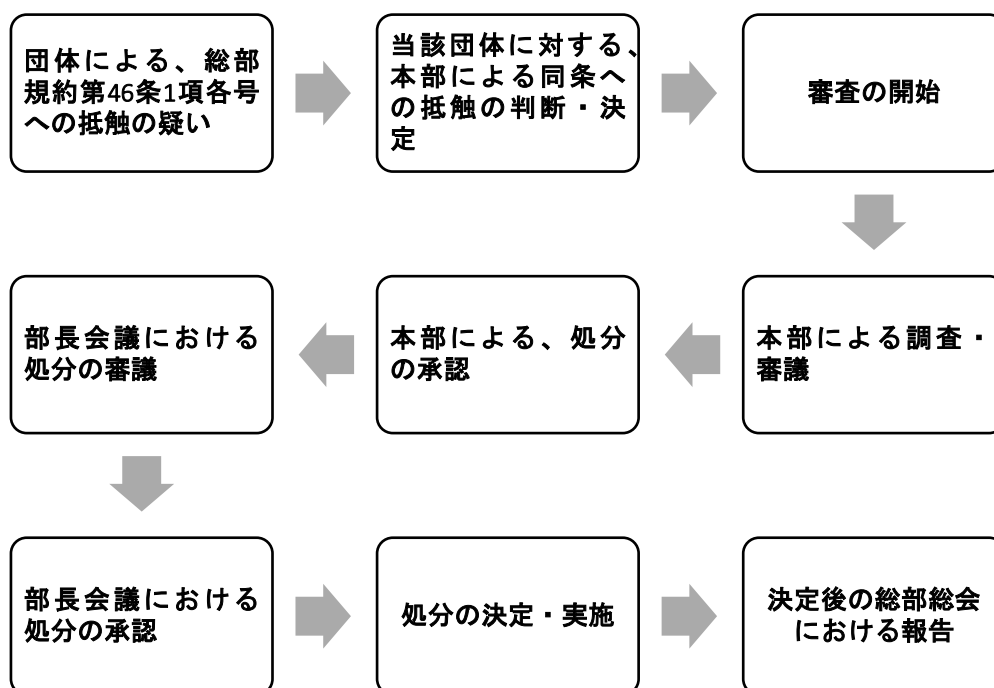 団体による、総部
規約第46条1項各号
への抵触の疑い
当該団体に対する、
本部による同条へ
の抵触の判断・決
定
審査の開始
本部による調査・
審議
本部による、処分
の承認
部長会議における
処分の審議
部長会議における
処分の承認
処分の決定・実施
決定後の総部総会
における報告